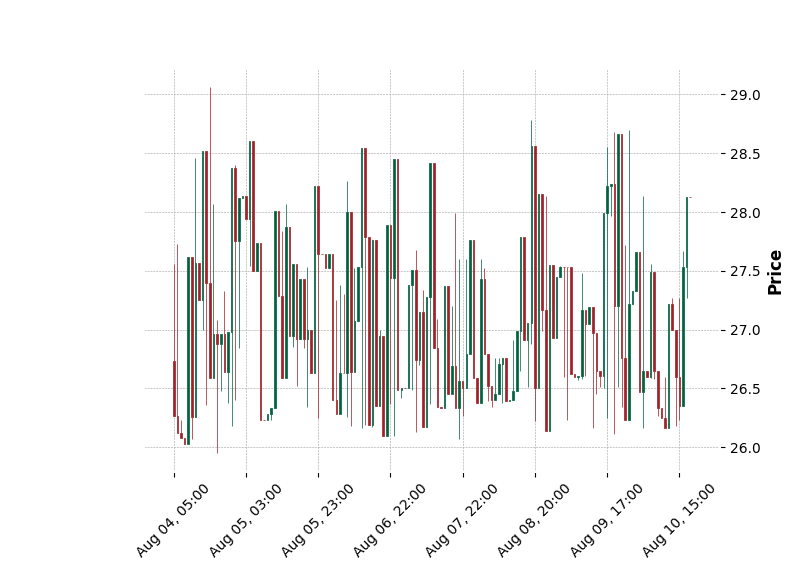 29.0
28.5
28.0
27.5
27.0
26.5
26.0
Price
Aug 04, 05:00
Aug 05, 03:00
Aug 05, 23:00
Aug 06, 22:00
Aug 07, 22:00
Aug 08, 20:00
Aug 09, 17:00
Aug 10, 15:00